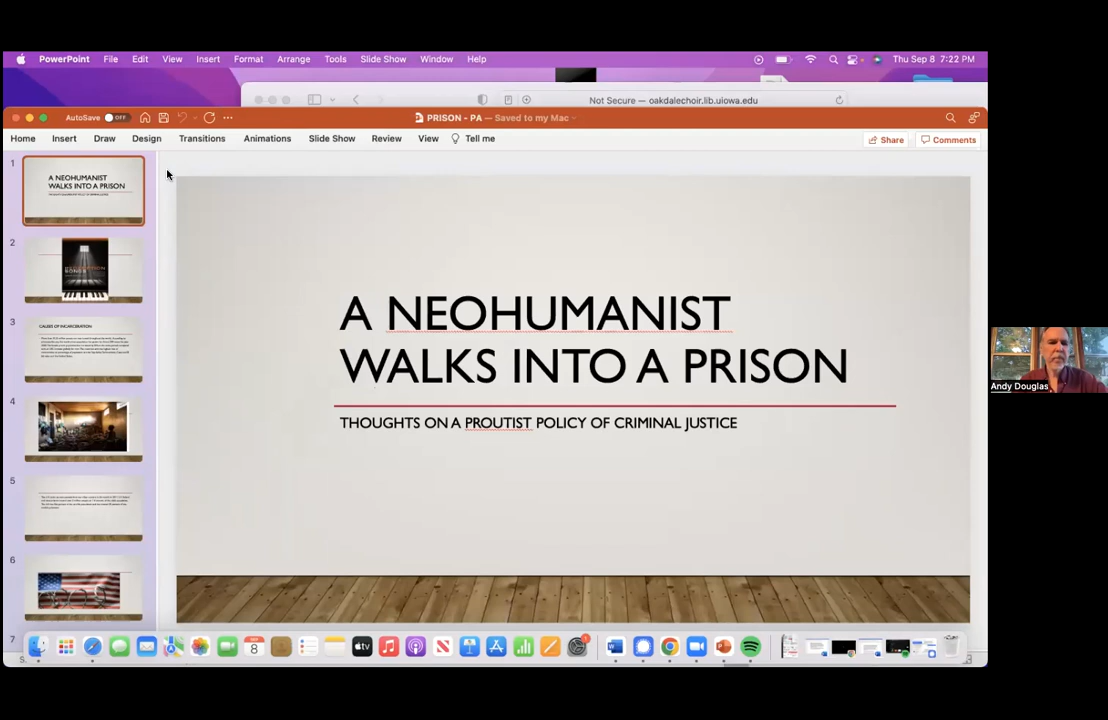 PowerPoint File Edit View Insert Format Arrange Tools Slide Show Window Help Thu Sep 8 7:22 PM
Not Secure — oakdalechoir.lib.uiowa.edu
AutoSave OFF PRISON - PA — Saved to my Mac
Home Insert Draw Design Transitions Animations Slide Show Review View Tell me Share Comments
1
A NEOHUMANIST
WALKS INTO A PRISON
2
3
CAUSES OF INCARCERATION
4
5
6
7
A NEOHUMANIST
WALKS INTO A PRISON
THOUGHTS ON A PROUTIST POLICY OF CRIMINAL JUSTICE
Andy Douglas
SEP
8
tv